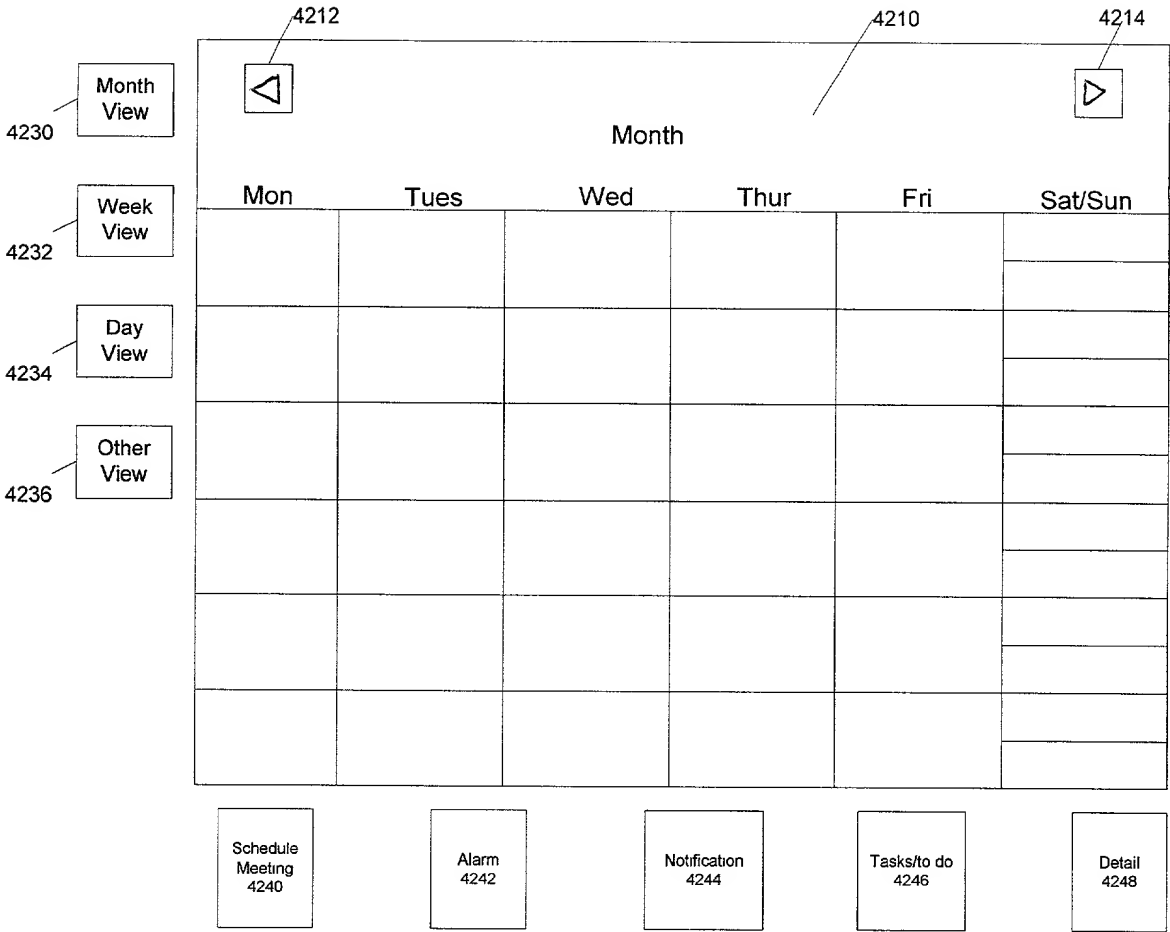 4212
4210
4214
Month
View
4230
Month
Mon Tues Wed Thur Fri Sat/Sun
Week
View
4232
Day
View
4234
Other
View
4236
Schedule
Meeting
4240
Alarm
4242
Notification
4244
Tasks/to do
4246
Detail
4248